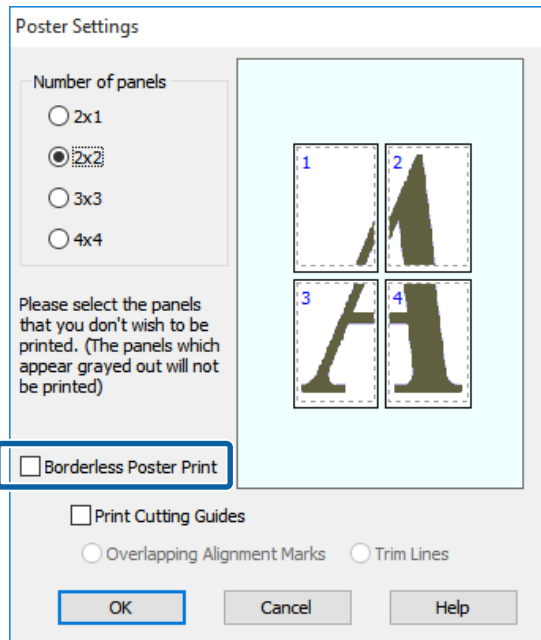 Poster Settings
Number of panels
2x1
2x2
3x3
4x4
1
2
3
4
Please select the panels
that you don't wish to be
printed. (The panels which
appear grayed out will not
be printed)
Borderless Poster Print
Print Cutting Guides
Overlapping Alignment Marks
Trim Lines
OK
Cancel
Help